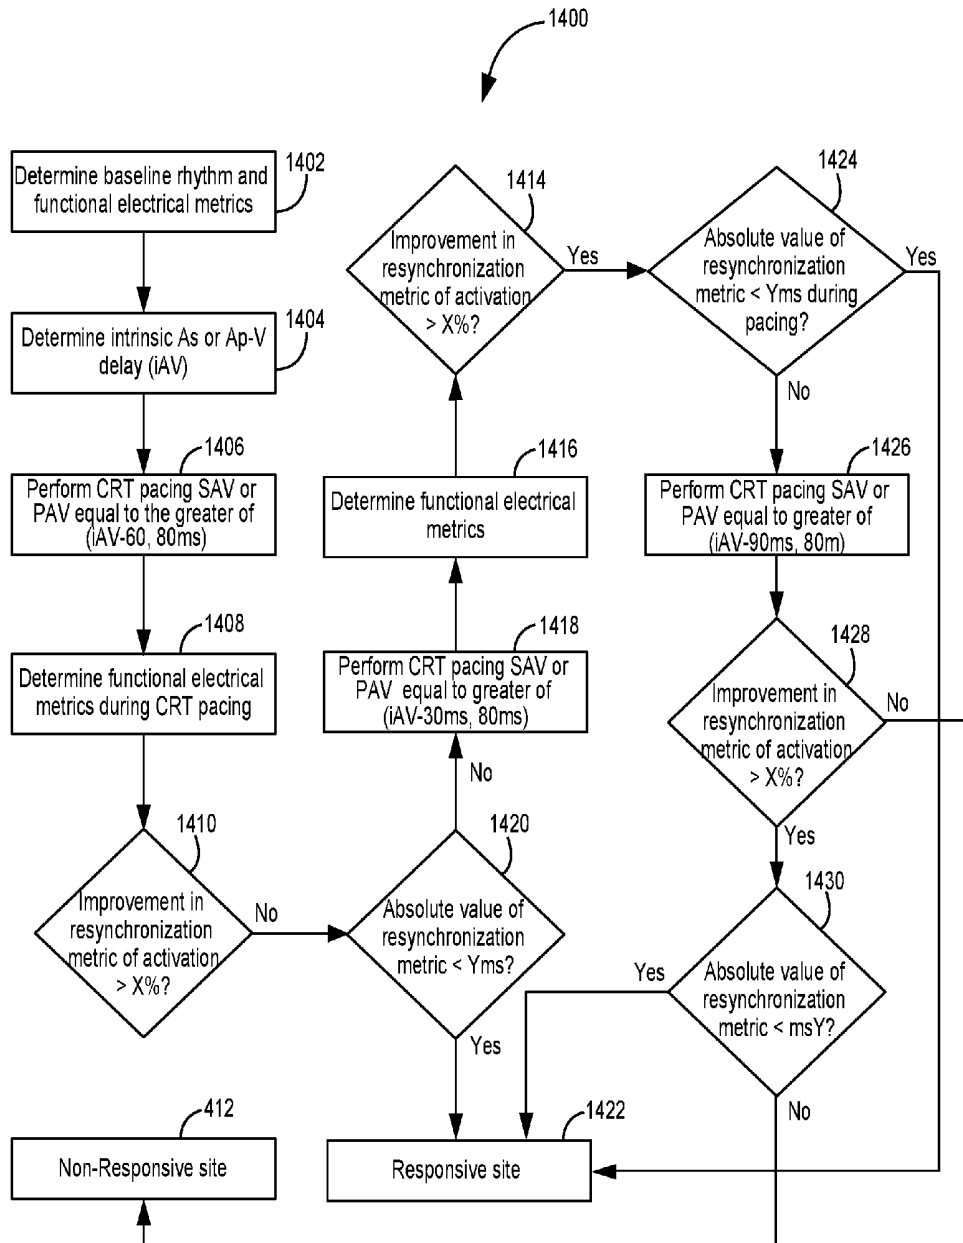 1400
1402
Determine baseline rhythm and
functional electrical metrics
1404
Determine intrinsic As or Ap-V
delay (iAV)
1406
Perform CRT pacing SAV or
PAV equal to the greater of
(iAV-60, 80ms)
1408
Determine functional electrical
metrics during CRT pacing
1410
Improvement in
resynchronization
metric of activation
> X%?
No
412
Non-Responsive site
1414
Improvement in
resynchronization
metric of activation
> X%?
Yes
1416
Determine functional electrical
metrics
1418
Perform CRT pacing SAV or
PAV equal to greater of
(iAV-30ms, 80ms)
No
1420
Absolute value of
resynchronization
metric < Yms?
Yes
1422
Responsive site
1424
Absolute value of
resynchronization
metric < Yms during
pacing?
Yes
No
1426
Perform CRT pacing SAV or
PAV equal to greater of
(iAV-90ms, 80m)
1428
Improvement in
resynchronization
metric of activation
> X%?
No
Yes
1430
Absolute value of
resynchronization
metric < msY?
Yes
No